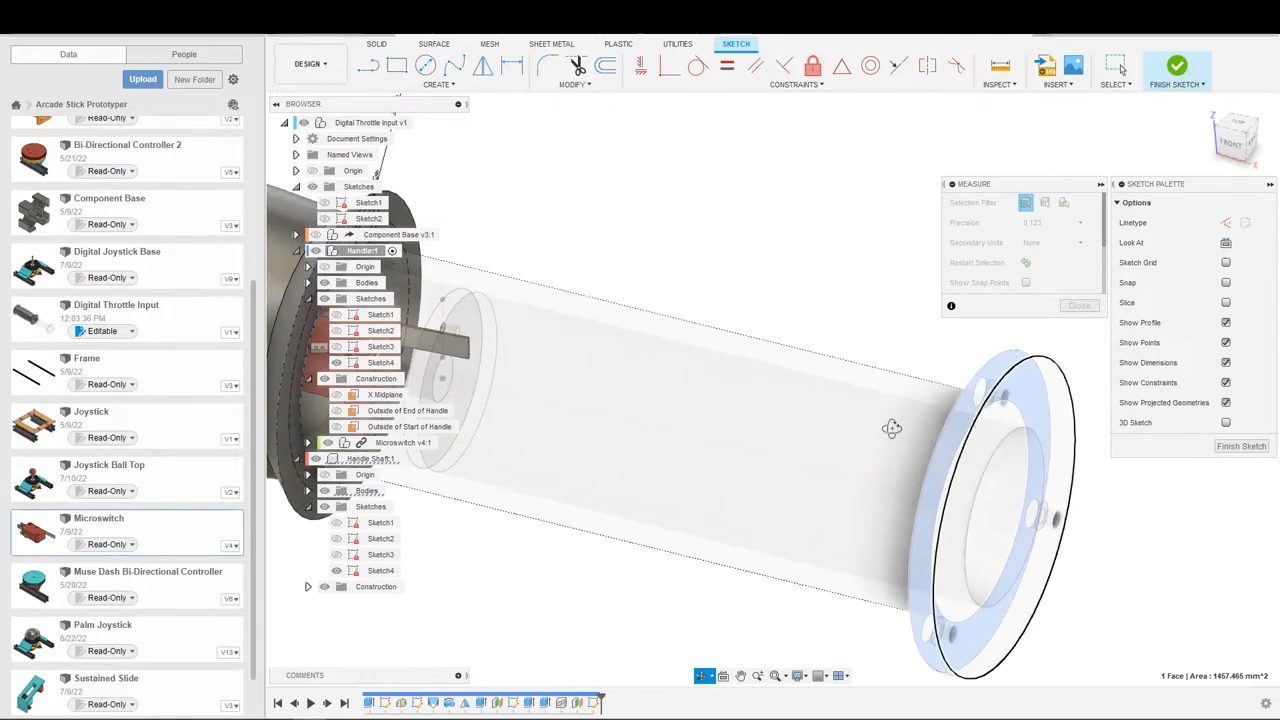 Data
People
Upload
New Folder
Arcade Stick Prototyper
Read-Only
V2
Bi-Directional Controller 2
5/21/22
Read-Only
V5
Component Base
5/9/22
Read-Only
V3
Digital Joystick Base
7/9/22
Read-Only
V2
Digital Throttle Input
12:03:36 PM
Editable
V1
Frame
5/9/22
Read-Only
V3
Joystick
5/9/22
Read-Only
V3
Joystick Ball Top
7/10/22
Read-Only
V2
Microswitch
7/9/22
Read-Only
V4
Muse Dash Bi-Directional Controller
5/20/22
Read-Only
V6
Palm Joystick
6/22/22
Read-Only
V13
Sustained Slide
6/22/22
Read-Only
V5
DESIGN
SOLID
SURFACE
MESH
SHEET METAL
PLASTIC
UTILITIES
SKETCH
CREATE
MODIFY
CONSTRAINTS
INSPECT
INSERT
SELECT
FINISH SKETCH
BROWSER
Digital Throttle Input v1
Document Settings
Named Views
Origin
Sketches
Sketch1
Sketch2
Component Base v3:1
Handle:1
Origin
Bodies
Sketches
Sketch1
Sketch2
Sketch3
Sketch4
Construction
X Midplane
Outside of End of Handle
Outside of Start of Handle
Microswitch v4:1
Handle Shaft:1
Origin
Bodies
Sketches
Sketch1
Sketch2
Sketch3
Sketch4
Construction
Z
FRONT
X
MEASURE
Selection Filter
Precision
0.123
Secondary Units
None
Restart Selection
Show Snap Points
Close
SKETCH PALETTE
Options
Linetype
Look At
Sketch Grid
Snap
Slice
Show Profile
Show Points
Show Dimensions
Show Constraints
Show Projected Geometries
3D Sketch
Finish Sketch
COMMENTS
1 Face | Area : 1457.465 mm^2